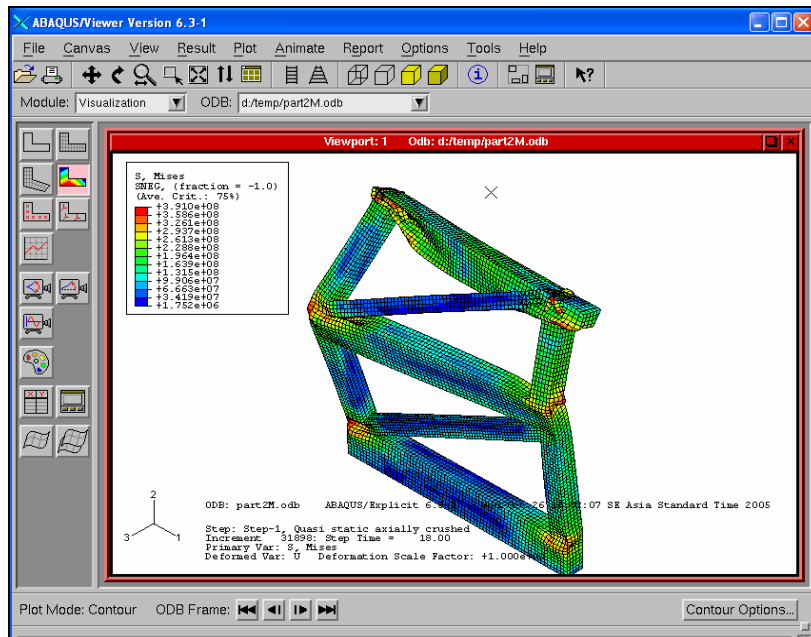 ABAQUS/Viewer Version 6.3-1
File Canvas View Result Plot Animate Report Options Tools Help
Module: Visualization ODB: d:/temp/part2M.odb
Viewport: 1 Odb: d:/temp/part2M.odb
S, Mises
SNEG, (fraction = -1.0)
(Ave. Crit.: 75%)
+3.910e+08
+3.586e+08
+3.261e+08
+2.937e+08
+2.613e+08
+2.288e+08
+1.964e+08
+1.639e+08
+1.315e+08
+9.906e+07
+6.663e+07
+3.419e+07
+1.752e+06
2
3 1
ODB: part2M.odb ABAQUS/Explicit SE Asia Standard Time 2005
Step: Step-1, Quasi static axially crushed
Increment 31898: Step Time = 18.00
Primary Var: S, Mises
Deformed Var: U Deformation Scale Factor:
X Y
Plot Mode: Contour ODB Frame: Contour Options...